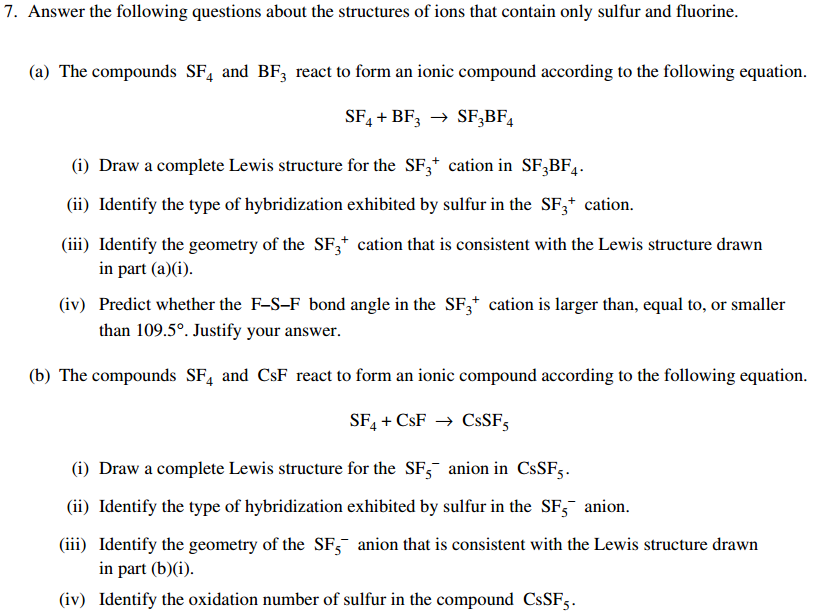 7. Answer the following questions about the structures of ions that contain only sulfur and fluorine.
(a) The compounds SF₄ and BF₃ react to form an ionic compound according to the following equation.
SF₄ + BF₃ → SF₃BF₄
(i) Draw a complete Lewis structure for the SF₃⁺ cation in SF₃BF₄.
(ii) Identify the type of hybridization exhibited by sulfur in the SF₃⁺ cation.
(iii) Identify the geometry of the SF₃⁺ cation that is consistent with the Lewis structure drawn
in part (a)(i).
(iv) Predict whether the F–S–F bond angle in the SF₃⁺ cation is larger than, equal to, or smaller
than 109.5°. Justify your answer.
(b) The compounds SF₄ and CsF react to form an ionic compound according to the following equation.
SF₄ + CsF → CsSF₅
(i) Draw a complete Lewis structure for the SF₅⁻ anion in CsSF₅.
(ii) Identify the type of hybridization exhibited by sulfur in the SF₅⁻ anion.
(iii) Identify the geometry of the SF₅⁻ anion that is consistent with the Lewis structure drawn
in part (b)(i).
(iv) Identify the oxidation number of sulfur in the compound CsSF₅.